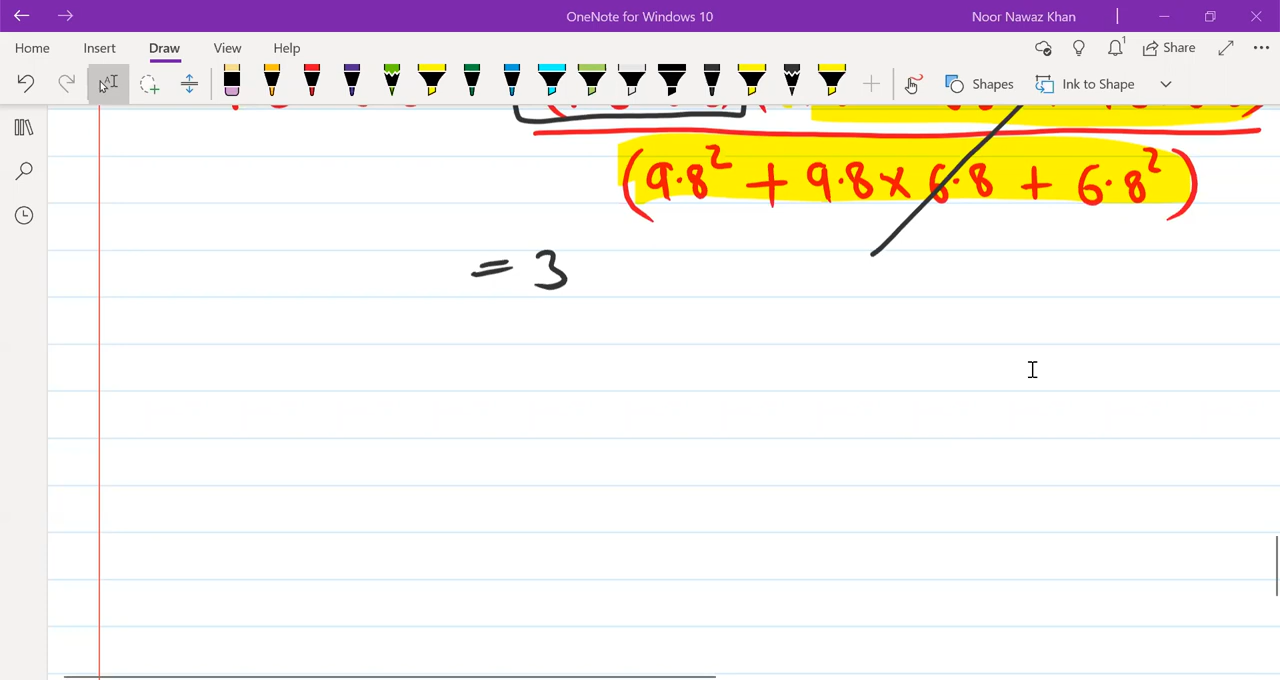 OneNote for Windows 10
Noor Nawaz Khan
Home Insert Draw View Help
1 Share
Shapes Ink to Shape
(9.8² + 9.8 × 6.8 + 6.8²)
= 3